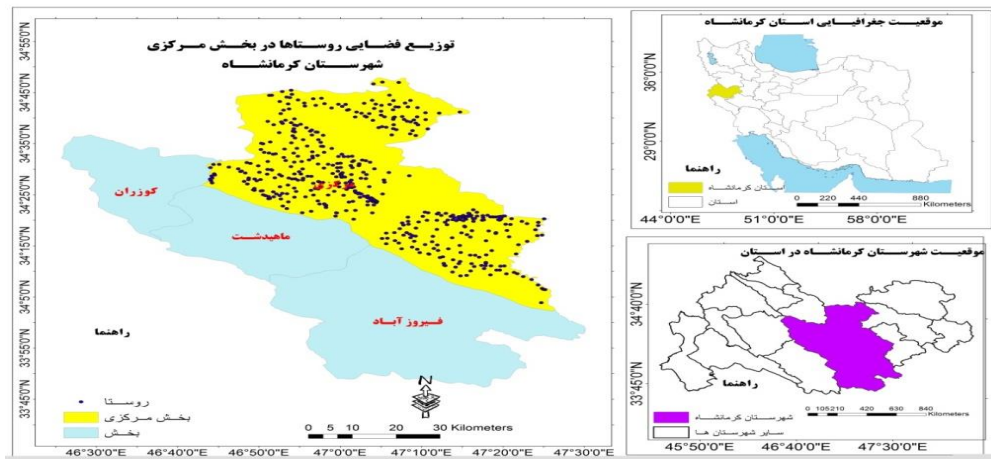 توزیع فضایی روستاها در بخش مرکزی
شهرستان کرمانشاه
34°55'0"N
34°45'0"N
34°35'0"N
34°25'0"N
34°50'0"N
33°55'0"N
33°45'0"N
کوزران
مرکزی
ماهیدشت
فیروز آباد
راهنما
روستا
بخش مرکزی
بخش
N
0 5 10 20 30 Kilometers
46°30'0"E 46°40'0"E 46°50'0"E 47°0'0"E 47°10'0"E 47°20'0"E 47°30'0"E
موقعیت جغرافیایی استان کرمانشاه
36°0'0"N
29°0'0"N
راهنما
استان کرمانشاه
استان
0 220 440 880 Kilometers
44°0'0"E 51°0'0"E 58°0'0"E
موقعیت شهرستان کرمانشاه در استان
34°40'0"N
33°45'0"N
راهنما
شهرستان کرمانشاه
سایر شهرستان ها
0 105 210 420 630 840 Kilometers
45°50'0"E 46°40'0"E 47°30'0"E